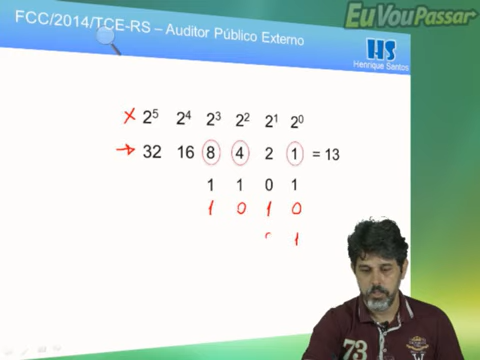 EuVouPassar
FCC/2014/TCE-RS – Auditor Público Externo
HS
Henrique Santos
X 2⁵ 2⁴ 2³ 2² 2¹ 2⁰
→ 32 16 8 4 2 1 = 13
1 1 0 1
1 0 1 0
1
73